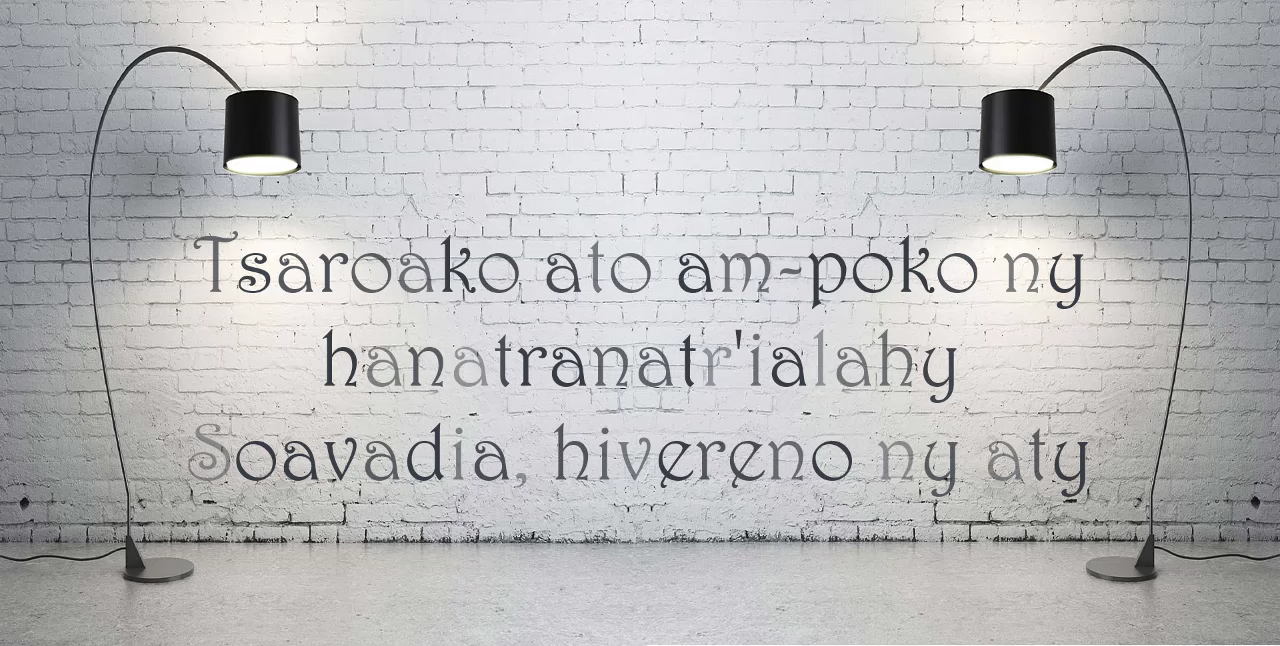 Tsaroako ato am-poko ny
hanatranatr'ialahy
Soavadia, hivereno ny aty